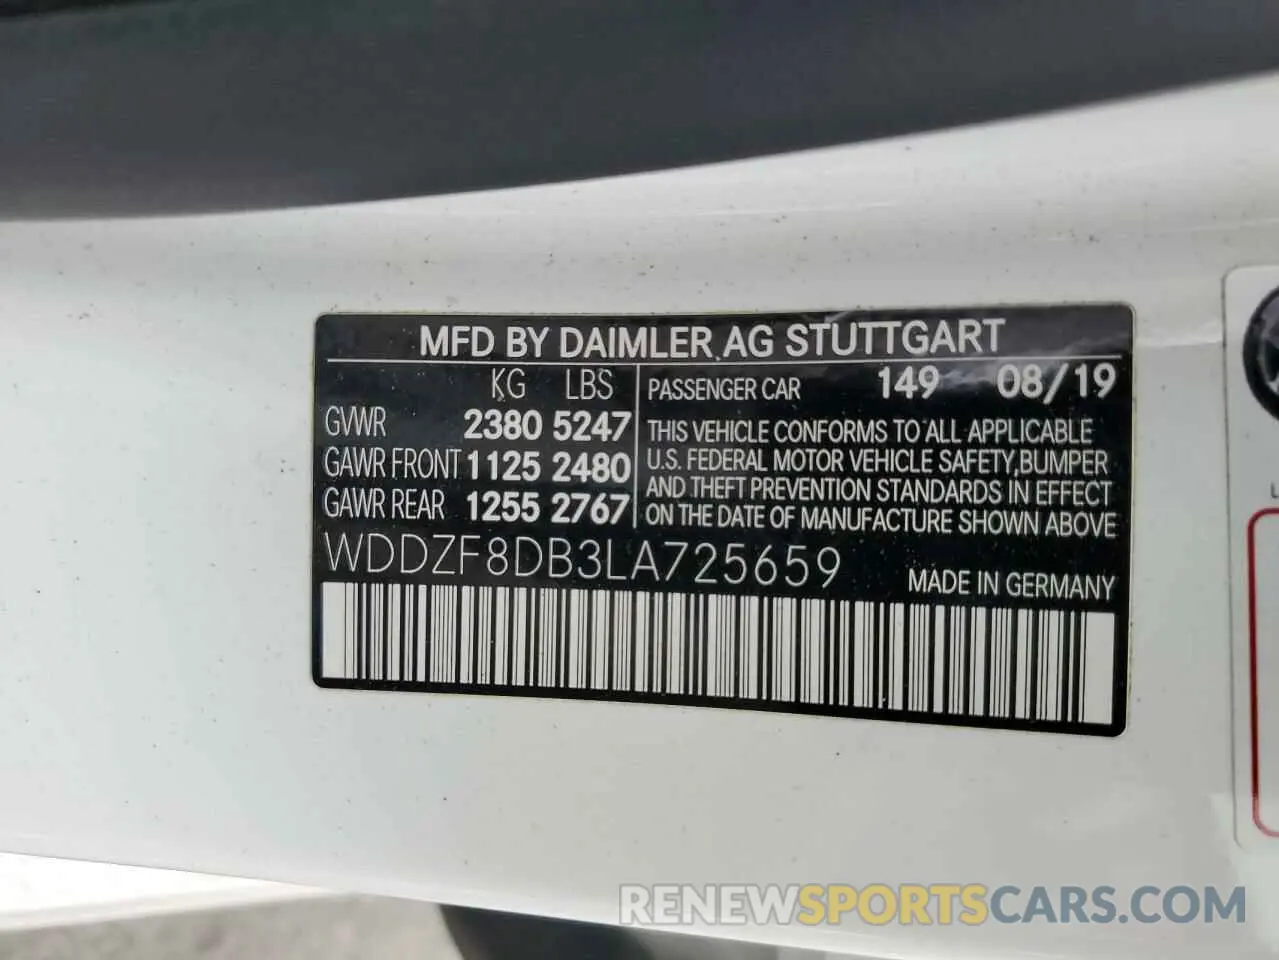 MFD BY DAIMLER AG STUTTGART
KG LBS
GVWR 2380 5247
GAWR FRONT 1125 2480
GAWR REAR 1255 2767
PASSENGER CAR 149 08/19
THIS VEHICLE CONFORMS TO ALL APPLICABLE
U.S. FEDERAL MOTOR VEHICLE SAFETY, BUMPER
AND THEFT PREVENTION STANDARDS IN EFFECT
ON THE DATE OF MANUFACTURE SHOWN ABOVE
WDDZF8DB3LA725659
MADE IN GERMANY
RENEWSPORTSCARS.COM